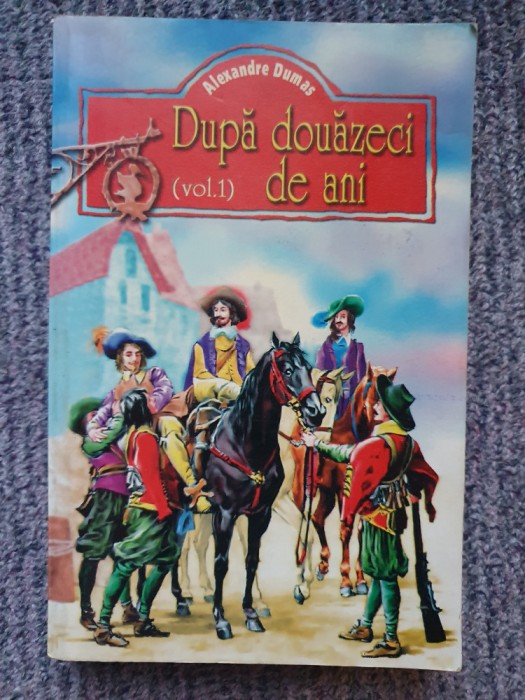 Alexandre Dumas
După douăzeci
(vol.1) de ani